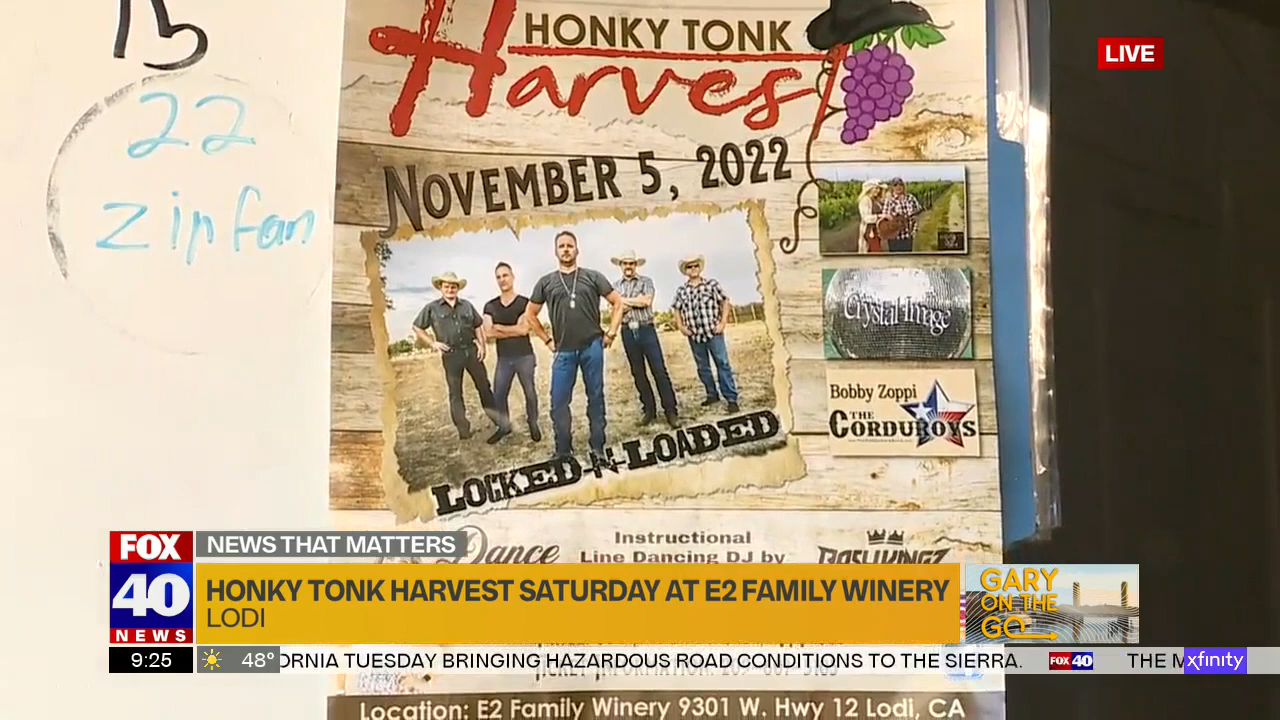 15
22
zinfan
HONKY TONK
Harvest
NOVEMBER 5, 2022
Crystal Image
Bobby Zoppi
THE
CORDUROYS
LOCKED-N-LOADED
Dance
Instructional
Line Dancing DJ by
LIVE
FOX
40
NEWS
NEWS THAT MATTERS
HONKY TONK HARVEST SATURDAY AT E2 FAMILY WINERY
LODI
GARY
ON THE
GO
9:25
48°
ORNIA TUESDAY BRINGING HAZARDOUS ROAD CONDITIONS TO THE SIERRA.
FOX 40
THE M
xfinity
Location: E2 Family Winery 9301 W. Hwy 12 Lodi, CA